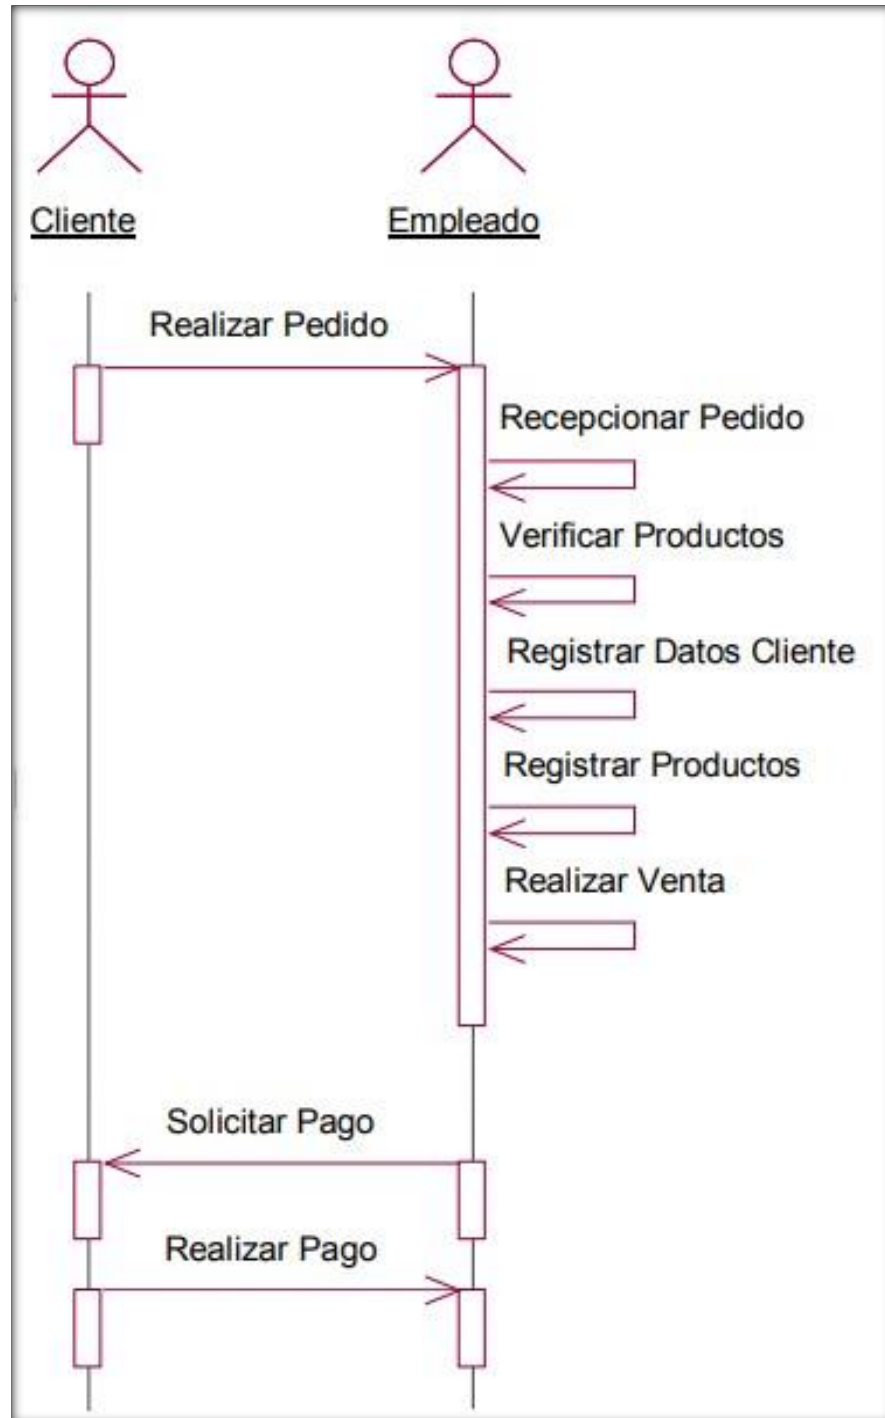 Cliente
Empleado
Realizar Pedido
Recepcionar Pedido
Verificar Productos
Registrar Datos Cliente
Registrar Productos
Realizar Venta
Solicitar Pago
Realizar Pago